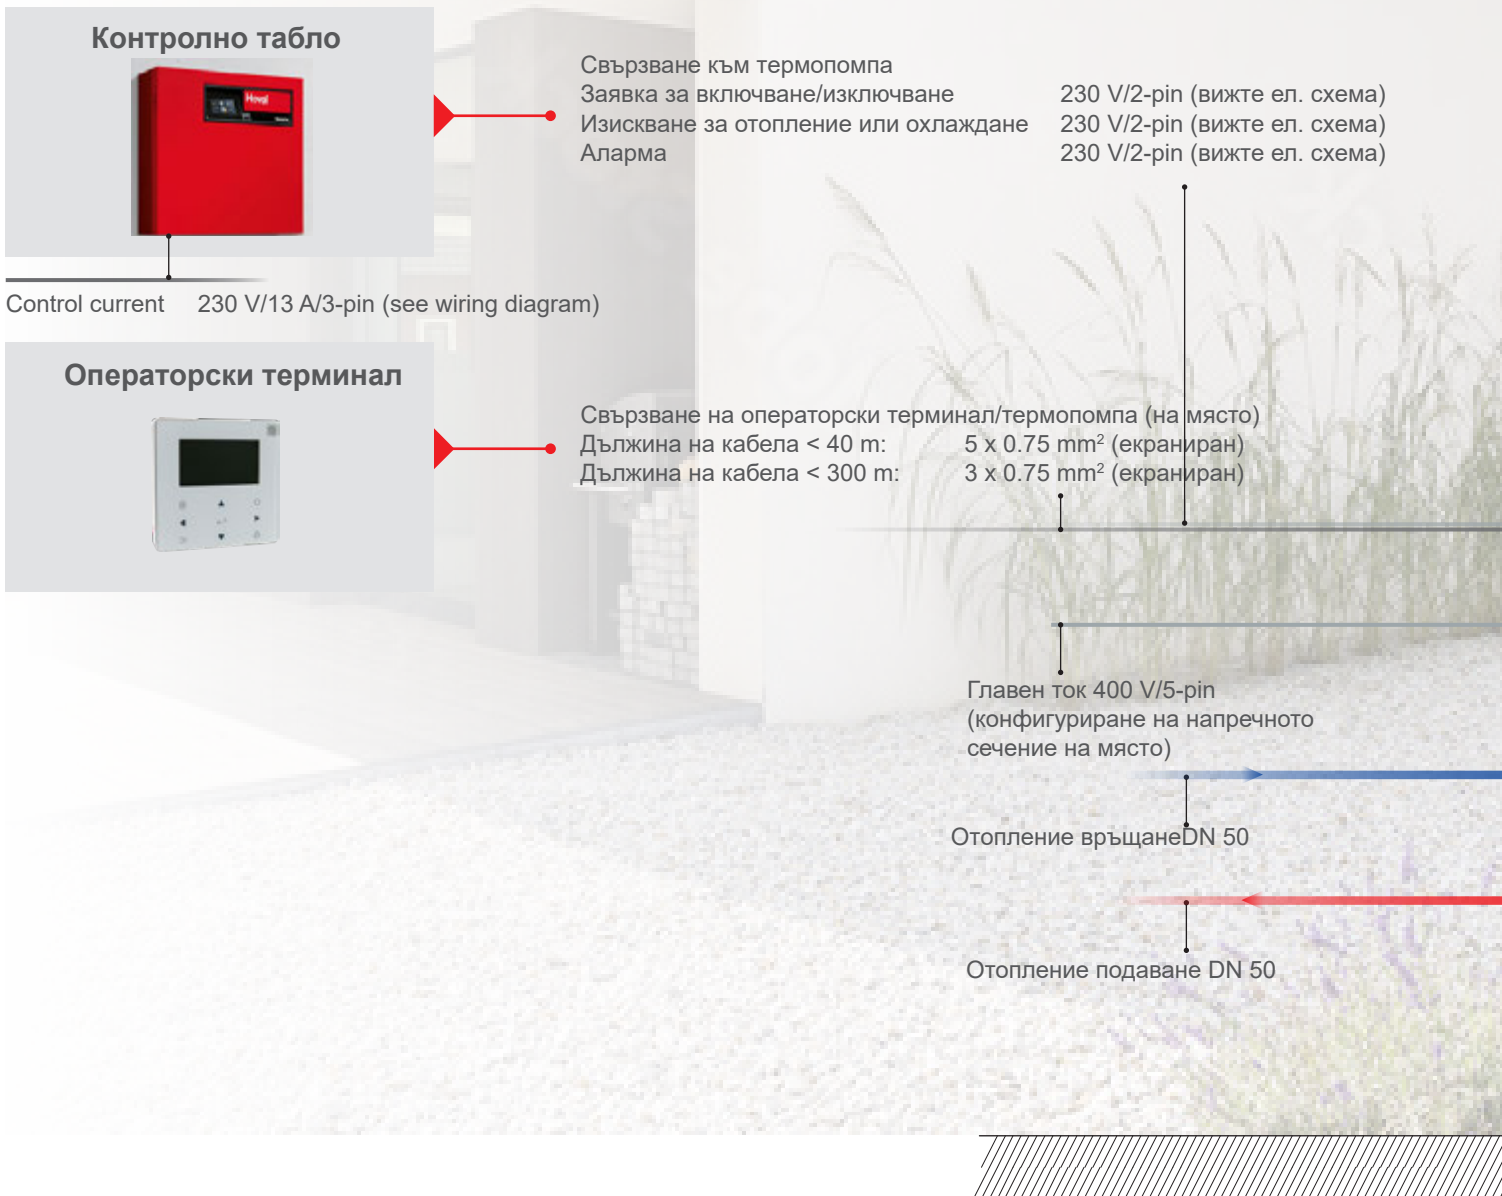 Контролно табло
Hoval
Свързване към термопомпа
Заявка за включване/изключване 230 V/2-pin (вижте ел. схема)
Изискване за отопление или охлаждане 230 V/2-pin (вижте ел. схема)
Аларма 230 V/2-pin (вижте ел. схема)
Control current 230 V/13 A/3-pin (see wiring diagram)
Операторски терминал
Свързване на операторски терминал/термопомпа (на място)
Дължина на кабела < 40 m: 5 x 0.75 mm² (екраниран)
Дължина на кабела < 300 m: 3 x 0.75 mm² (екраниран)
Главен ток 400 V/5-pin
(конфигуриране на напречното
сечение на място)
Отопление връщанеDN 50
Отопление подаване DN 50